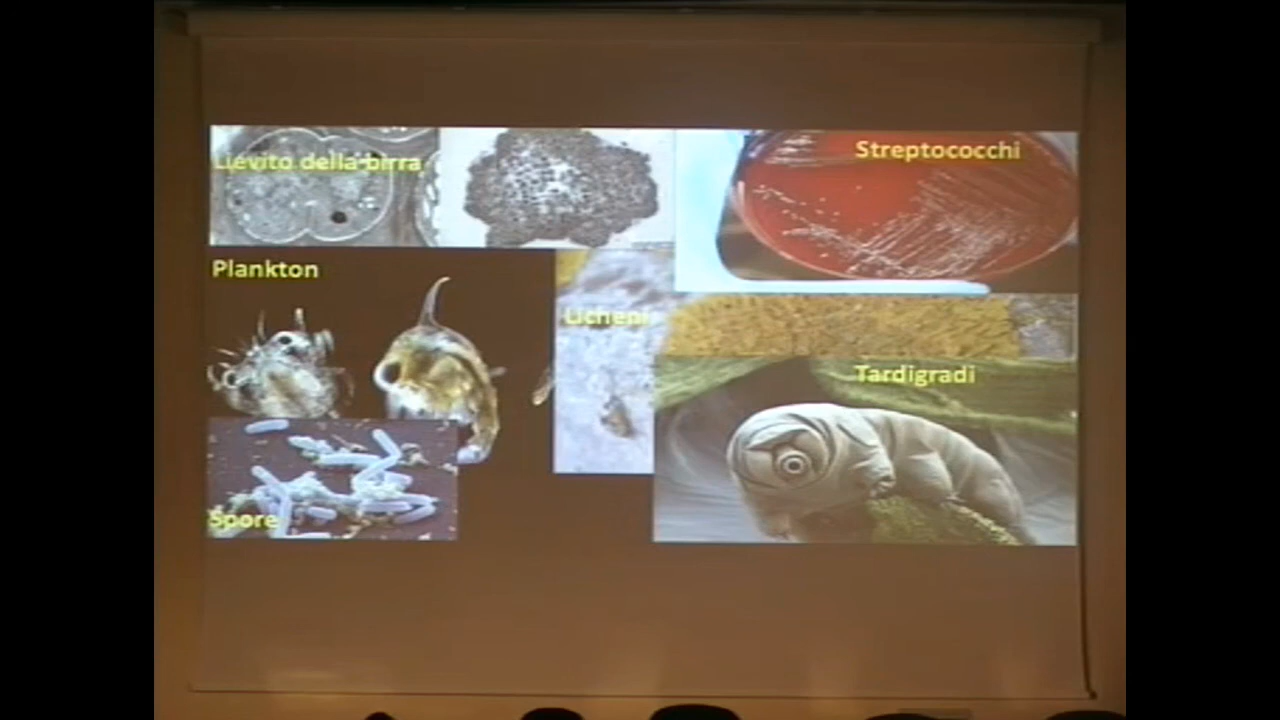 Lievito della birra
Streptococchi
Plankton
Licheni
Tardigradi
Spore